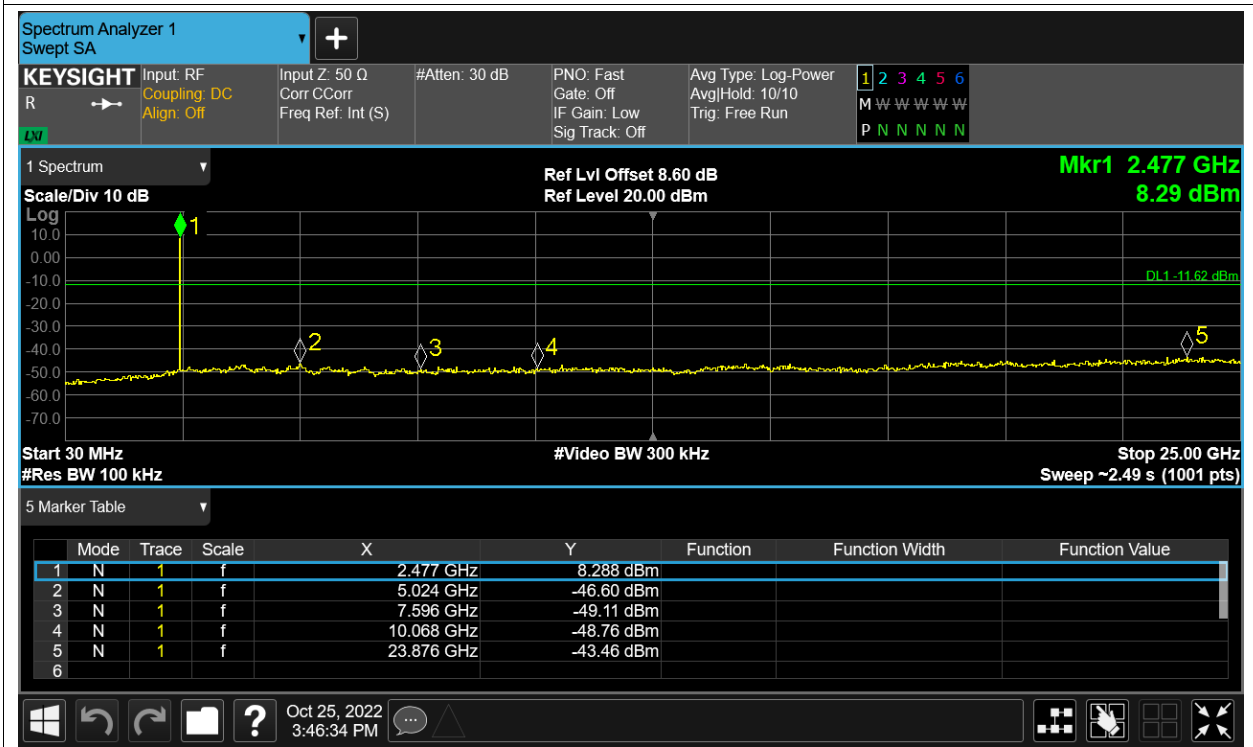 Spectrum Analyzer 1
Swept SA
KEYSIGHT Input: RF Input Z: 50 Ω #Atten: 30 dB PNO: Fast Avg Type: Log-Power 1 2 3 4 5 6
R Coupling: DC Corr CCorr Gate: Off Avg|Hold: 10/10 M W W W W W
Align: Off Freq Ref: Int (S) IF Gain: Low Trig: Free Run
LXI Sig Track: Off P N N N N N
1 Spectrum Ref Lvl Offset 8.60 dB Mkr1 2.477 GHz
Scale/Div 10 dB Ref Level 20.00 dBm 8.29 dBm
Log
1
10.0
0.00
-10.0 DL1 -11.62 dBm
-20.0
-30.0
2 3 4 5
-40.0
-50.0
-60.0
-70.0
Start 30 MHz #Video BW 300 kHz Stop 25.00 GHz
#Res BW 100 kHz Sweep ~2.49 s (1001 pts)
5 Marker Table
Mode Trace Scale X Y Function Function Width Function Value
1 N 1 f 2.477 GHz 8.288 dBm
2 N 1 f 5.024 GHz -46.60 dBm
3 N 1 f 7.596 GHz -49.11 dBm
4 N 1 f 10.068 GHz -48.76 dBm
5 N 1 f 23.876 GHz -43.46 dBm
6
? Oct 25, 2022
3:46:34 PM